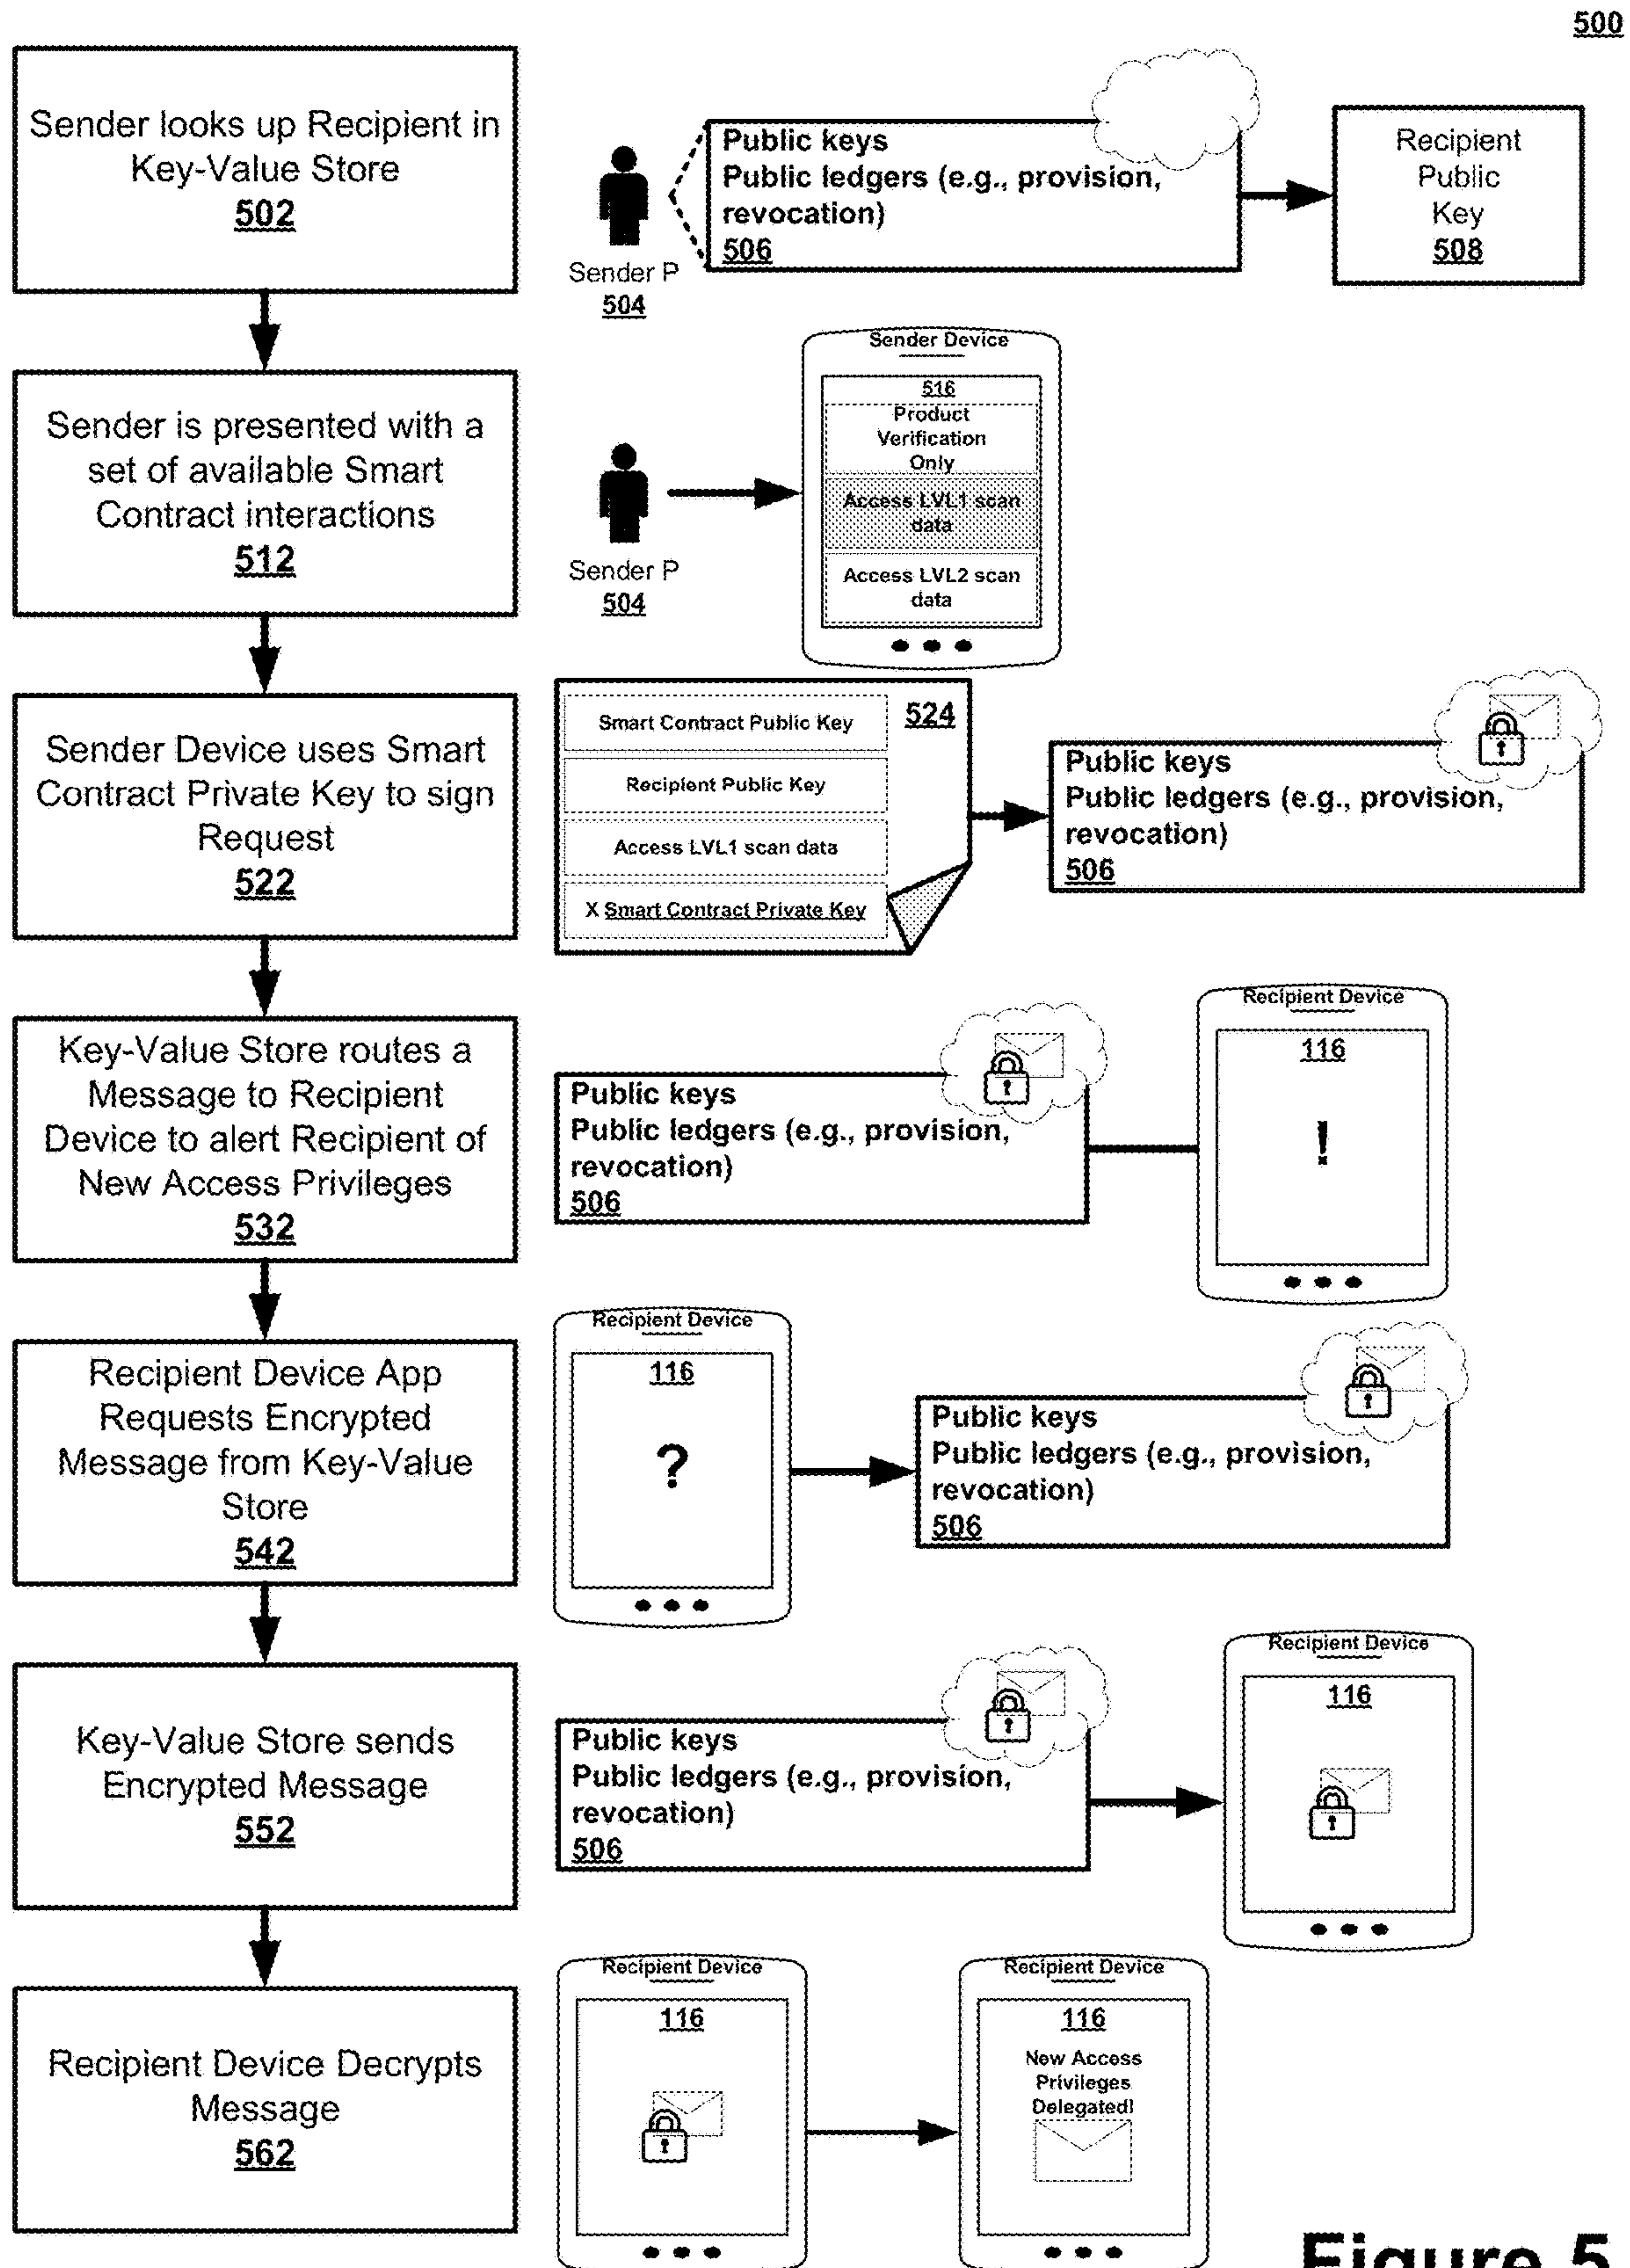 500
Sender looks up Recipient in
Key-Value Store
502
Sender P
504
Public keys
Public ledgers (e.g., provision,
revocation)
506
Recipient
Public
Key
508
Sender is presented with a
set of available Smart
Contract interactions
512
Sender P
504
Sender Device
516
Product
Verification
Only
Access LVL1 scan
data
Access LVL2 scan
data
Sender Device uses Smart
Contract Private Key to sign
Request
522
524
Smart Contract Public Key
Recipient Public Key
Access LVL1 scan data
X Smart Contract Private Key
Public keys
Public ledgers (e.g., provision,
revocation)
506
Key-Value Store routes a
Message to Recipient
Device to alert Recipient of
New Access Privileges
532
Public keys
Public ledgers (e.g., provision,
revocation)
506
Recipient Device
116
!
Recipient Device App
Requests Encrypted
Message from Key-Value
Store
542
Recipient Device
116
?
Public keys
Public ledgers (e.g., provision,
revocation)
506
Key-Value Store sends
Encrypted Message
552
Public keys
Public ledgers (e.g., provision,
revocation)
506
Recipient Device
116
Recipient Device Decrypts
Message
562
Recipient Device
116
Recipient Device
116
New Access
Privileges
Delegated!
Figure 5